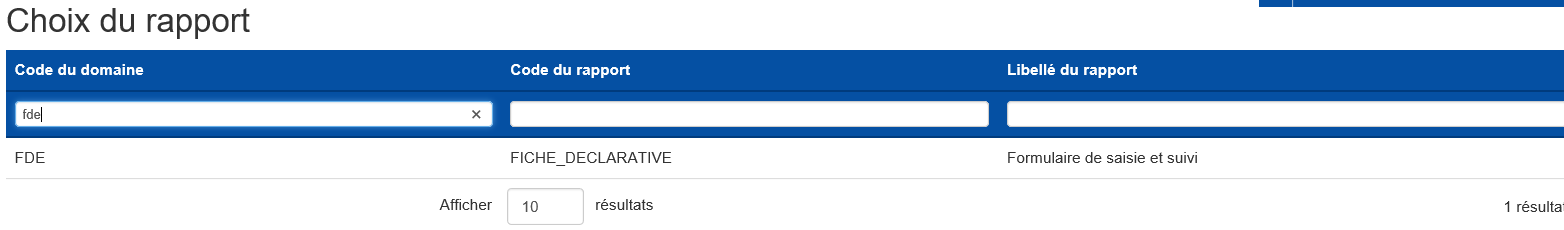 Choix du rapport
Code du domaine Code du rapport Libellé du rapport
fde ×
FDE FICHE_DECLARATIVE Formulaire de saisie et suivi
Afficher 10 résultats 1 résultat